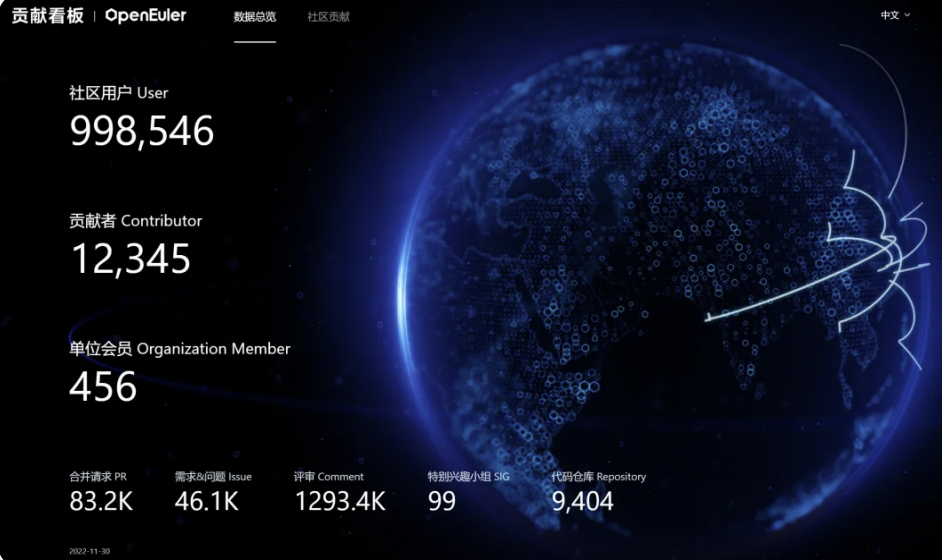 贡献看板 | OpenEuler 数据总览 社区贡献 中文
社区用户 User
998,546
贡献者 Contributor
12,345
单位会员 Organization Member
456
合并请求 PR 需求&问题 Issue 评审 Comment 特别兴趣小组 SIG 代码仓库 Repository
83.2K 46.1K 1293.4K 99 9,404
2022-11-30